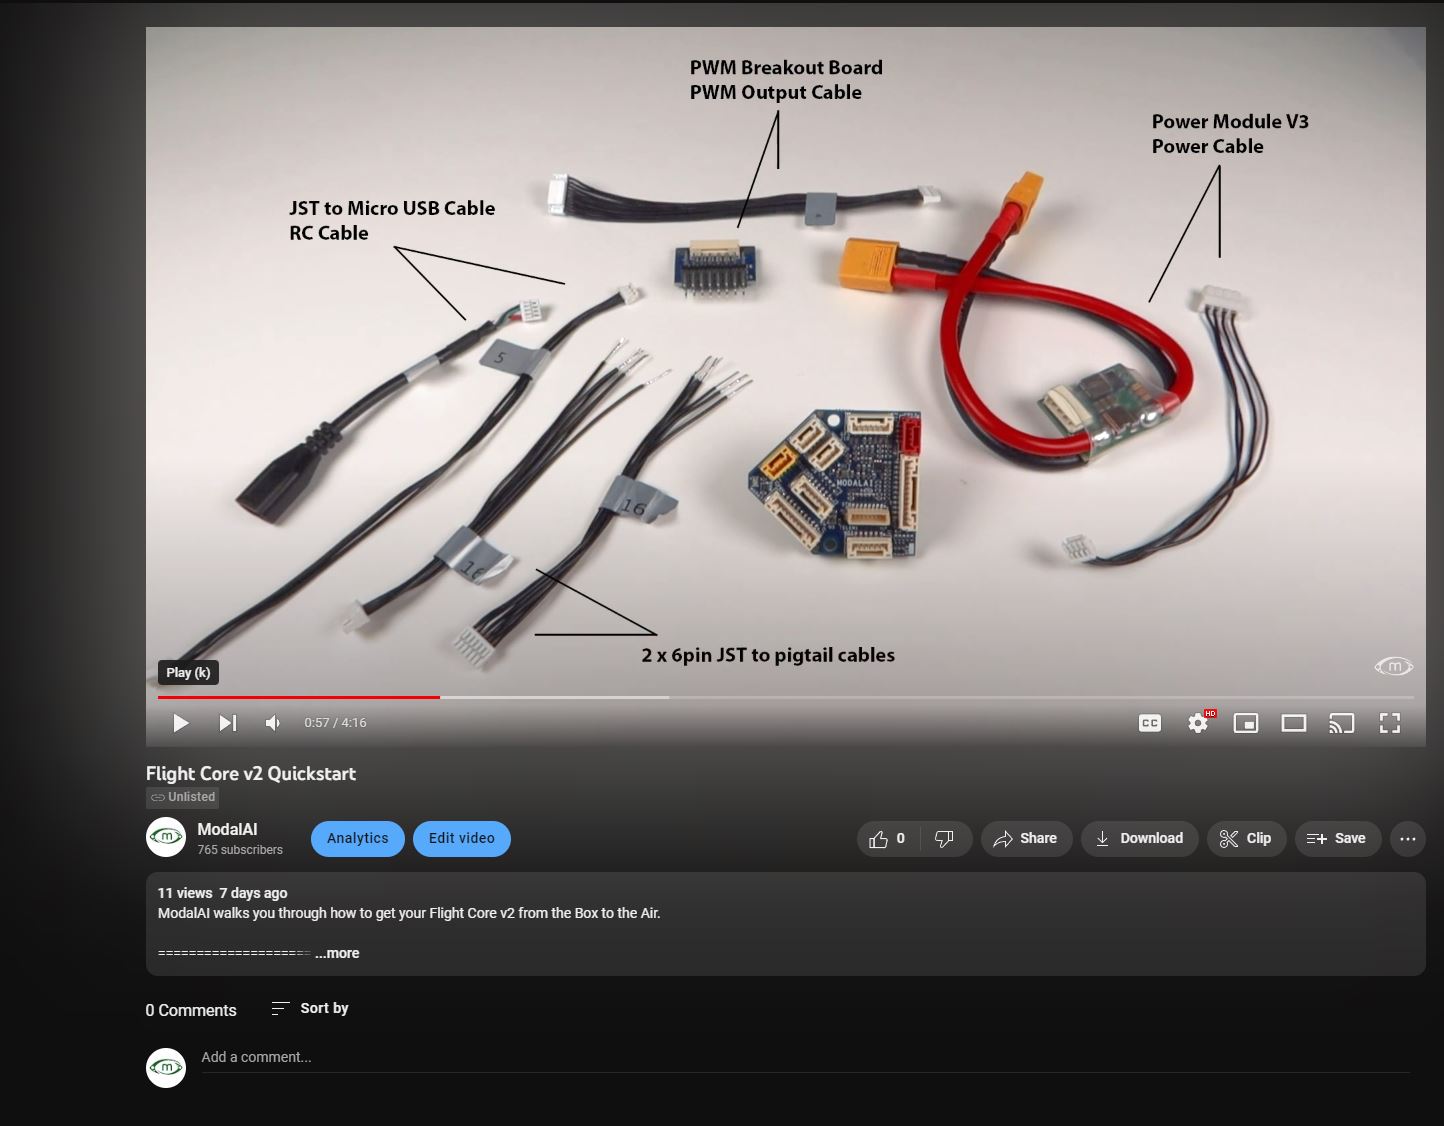 PWM Breakout Board
PWM Output Cable
Power Module V3
Power Cable
JST to Micro USB Cable
RC Cable
5
16
16
MODALAI
2 x 6pin JST to pigtail cables
m
Play (k)
0:57 / 4:16
CC
HD
Flight Core v2 Quickstart
Unlisted
m
ModalAI
765 subscribers
Analytics
Edit video
0
Share
Download
Clip
Save
11 views 7 days ago
ModalAI walks you through how to get your Flight Core v2 from the Box to the Air.
==================== ...more
0 Comments
Sort by
m
Add a comment...